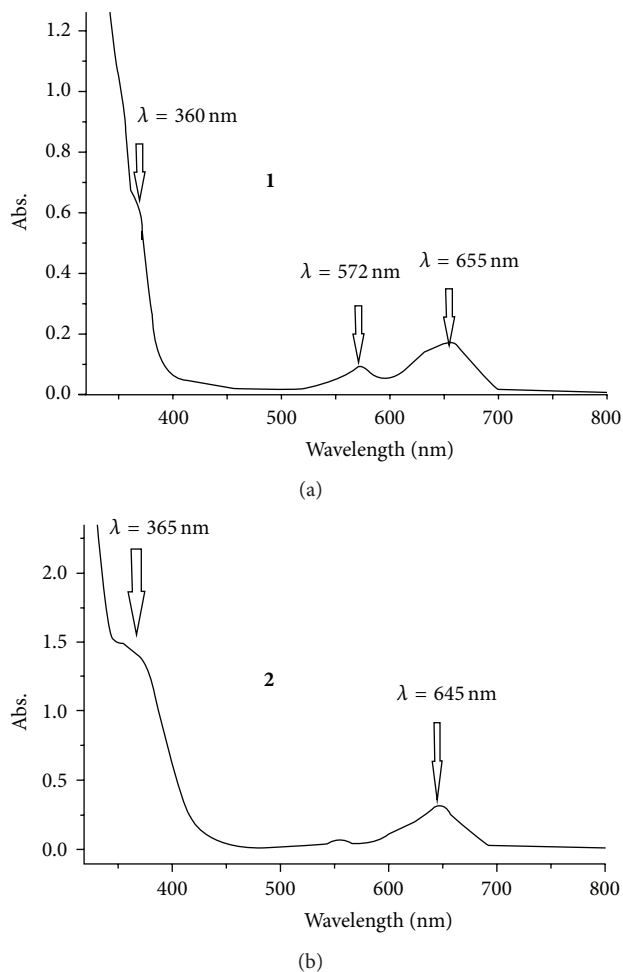 1.2
1.0
0.8
0.6
0.4
0.2
0.0
Abs.
λ = 360 nm
1
λ = 572 nm
λ = 655 nm
400 500 600 700 800
Wavelength (nm)
(a)
λ = 365 nm
2.0
1.5
1.0
0.5
0.0
Abs.
2
λ = 645 nm
400 500 600 700 800
Wavelength (nm)
(b)